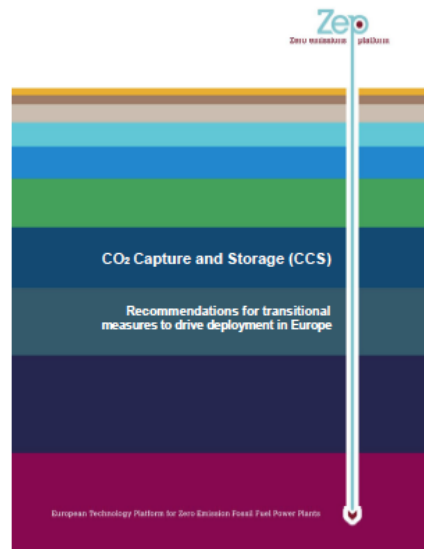 Zep
Zero emissions platform
CO₂ Capture and Storage (CCS)
Recommendations for transitional
measures to drive deployment in Europe
European Technology Platform for Zero Emission Fossil Fuel Power Plants